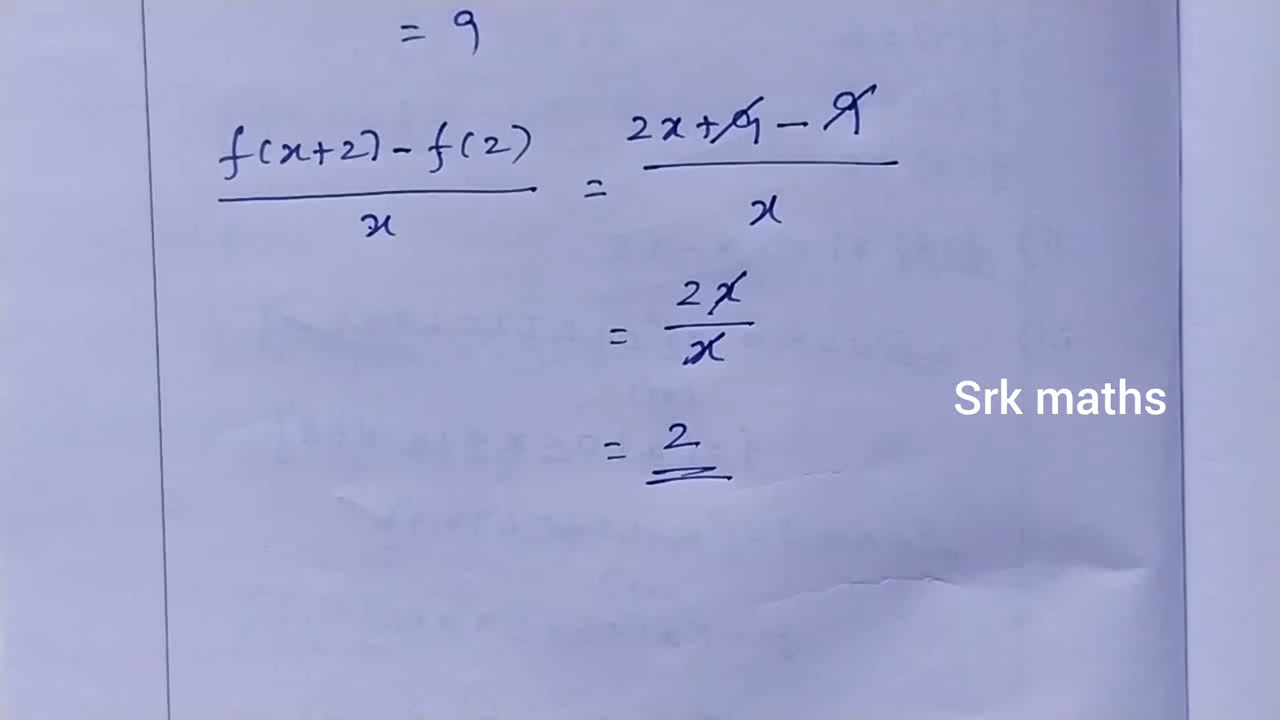 = 9
f(x+2) - f(2) / x = 2x + 9 - 9 / x
= 2x / x
= 2
Srk maths